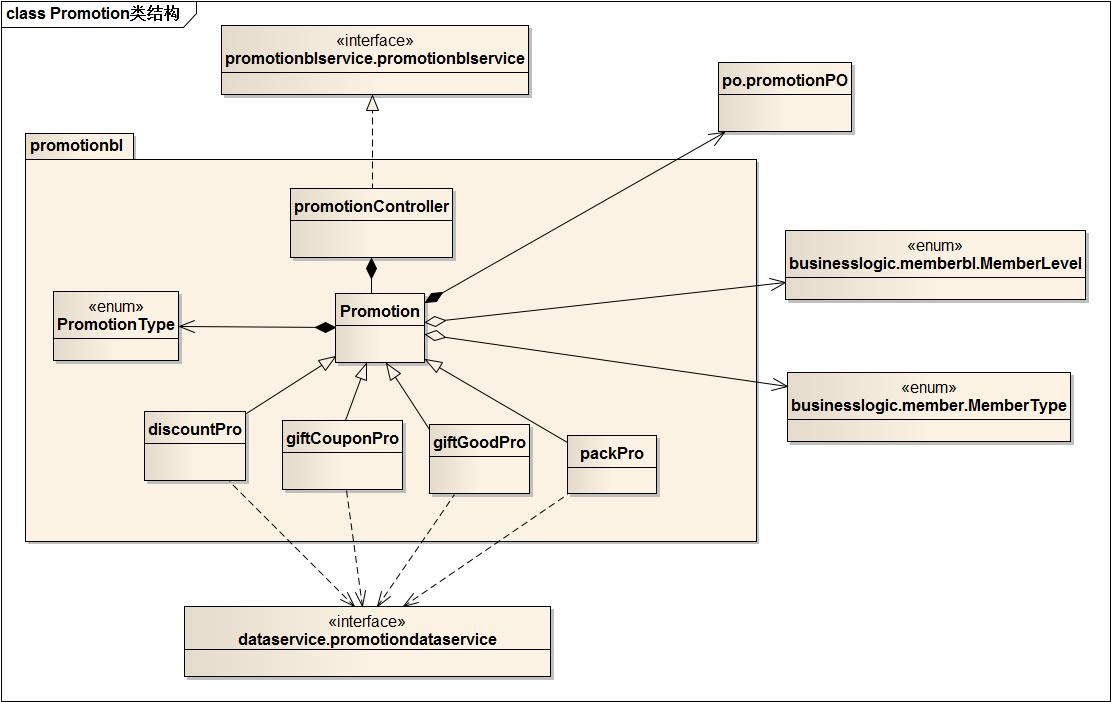 class Promotion类结构
«interface»
promotionblservice.promotionblservice
po.promotionPO
promotionbl
promotionController
«enum»
businesslogic.memberbl.MemberLevel
«enum»
PromotionType
Promotion
«enum»
businesslogic.member.MemberType
discountPro
giftCouponPro
giftGoodPro
packPro
«interface»
dataservice.promotiondataservice